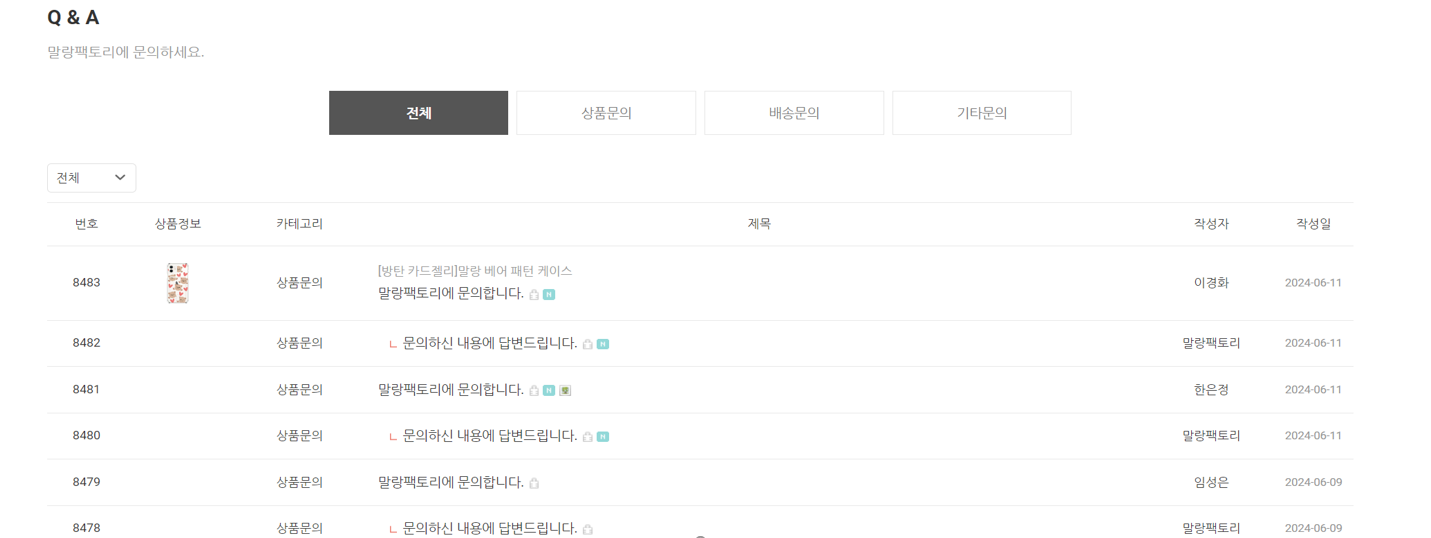 Q & A
말랑팩토리에 문의하세요.
전체 상품문의 배송문의 기타문의
전체
번호 상품정보 카테고리 제목 작성자 작성일
[방탄 카드젤리]말랑 베어 패턴 케이스
8483 상품문의 말랑팩토리에 문의합니다. N 이경화 2024-06-11
8482 상품문의 ㄴ 문의하신 내용에 답변드립니다. N 말랑팩토리 2024-06-11
8481 상품문의 말랑팩토리에 문의합니다. N 한은정 2024-06-11
8480 상품문의 ㄴ 문의하신 내용에 답변드립니다. N 말랑팩토리 2024-06-11
8479 상품문의 말랑팩토리에 문의합니다. 임성은 2024-06-09
8478 상품문의 ㄴ 문의하신 내용에 답변드립니다. 말랑팩토리 2024-06-09